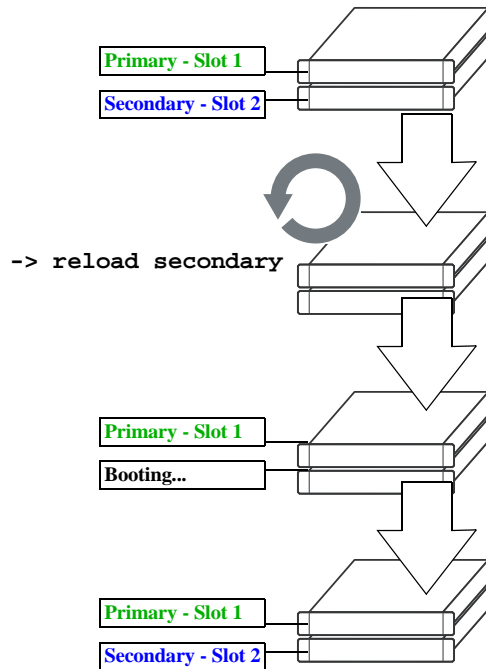 Primary - Slot 1
Secondary - Slot 2
-> reload secondary
Primary - Slot 1
Booting...
Primary - Slot 1
Secondary - Slot 2